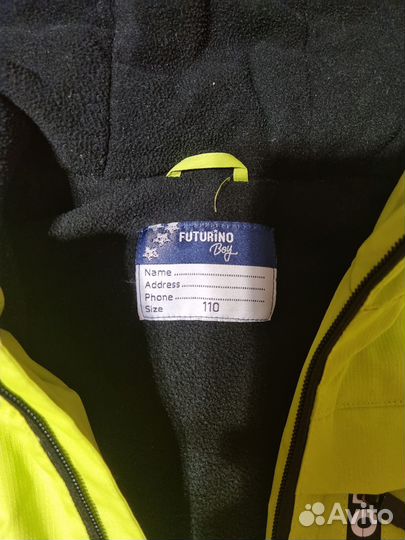 FUTURiNO
Boy
Name
Address
Phone
Size 110
Avito